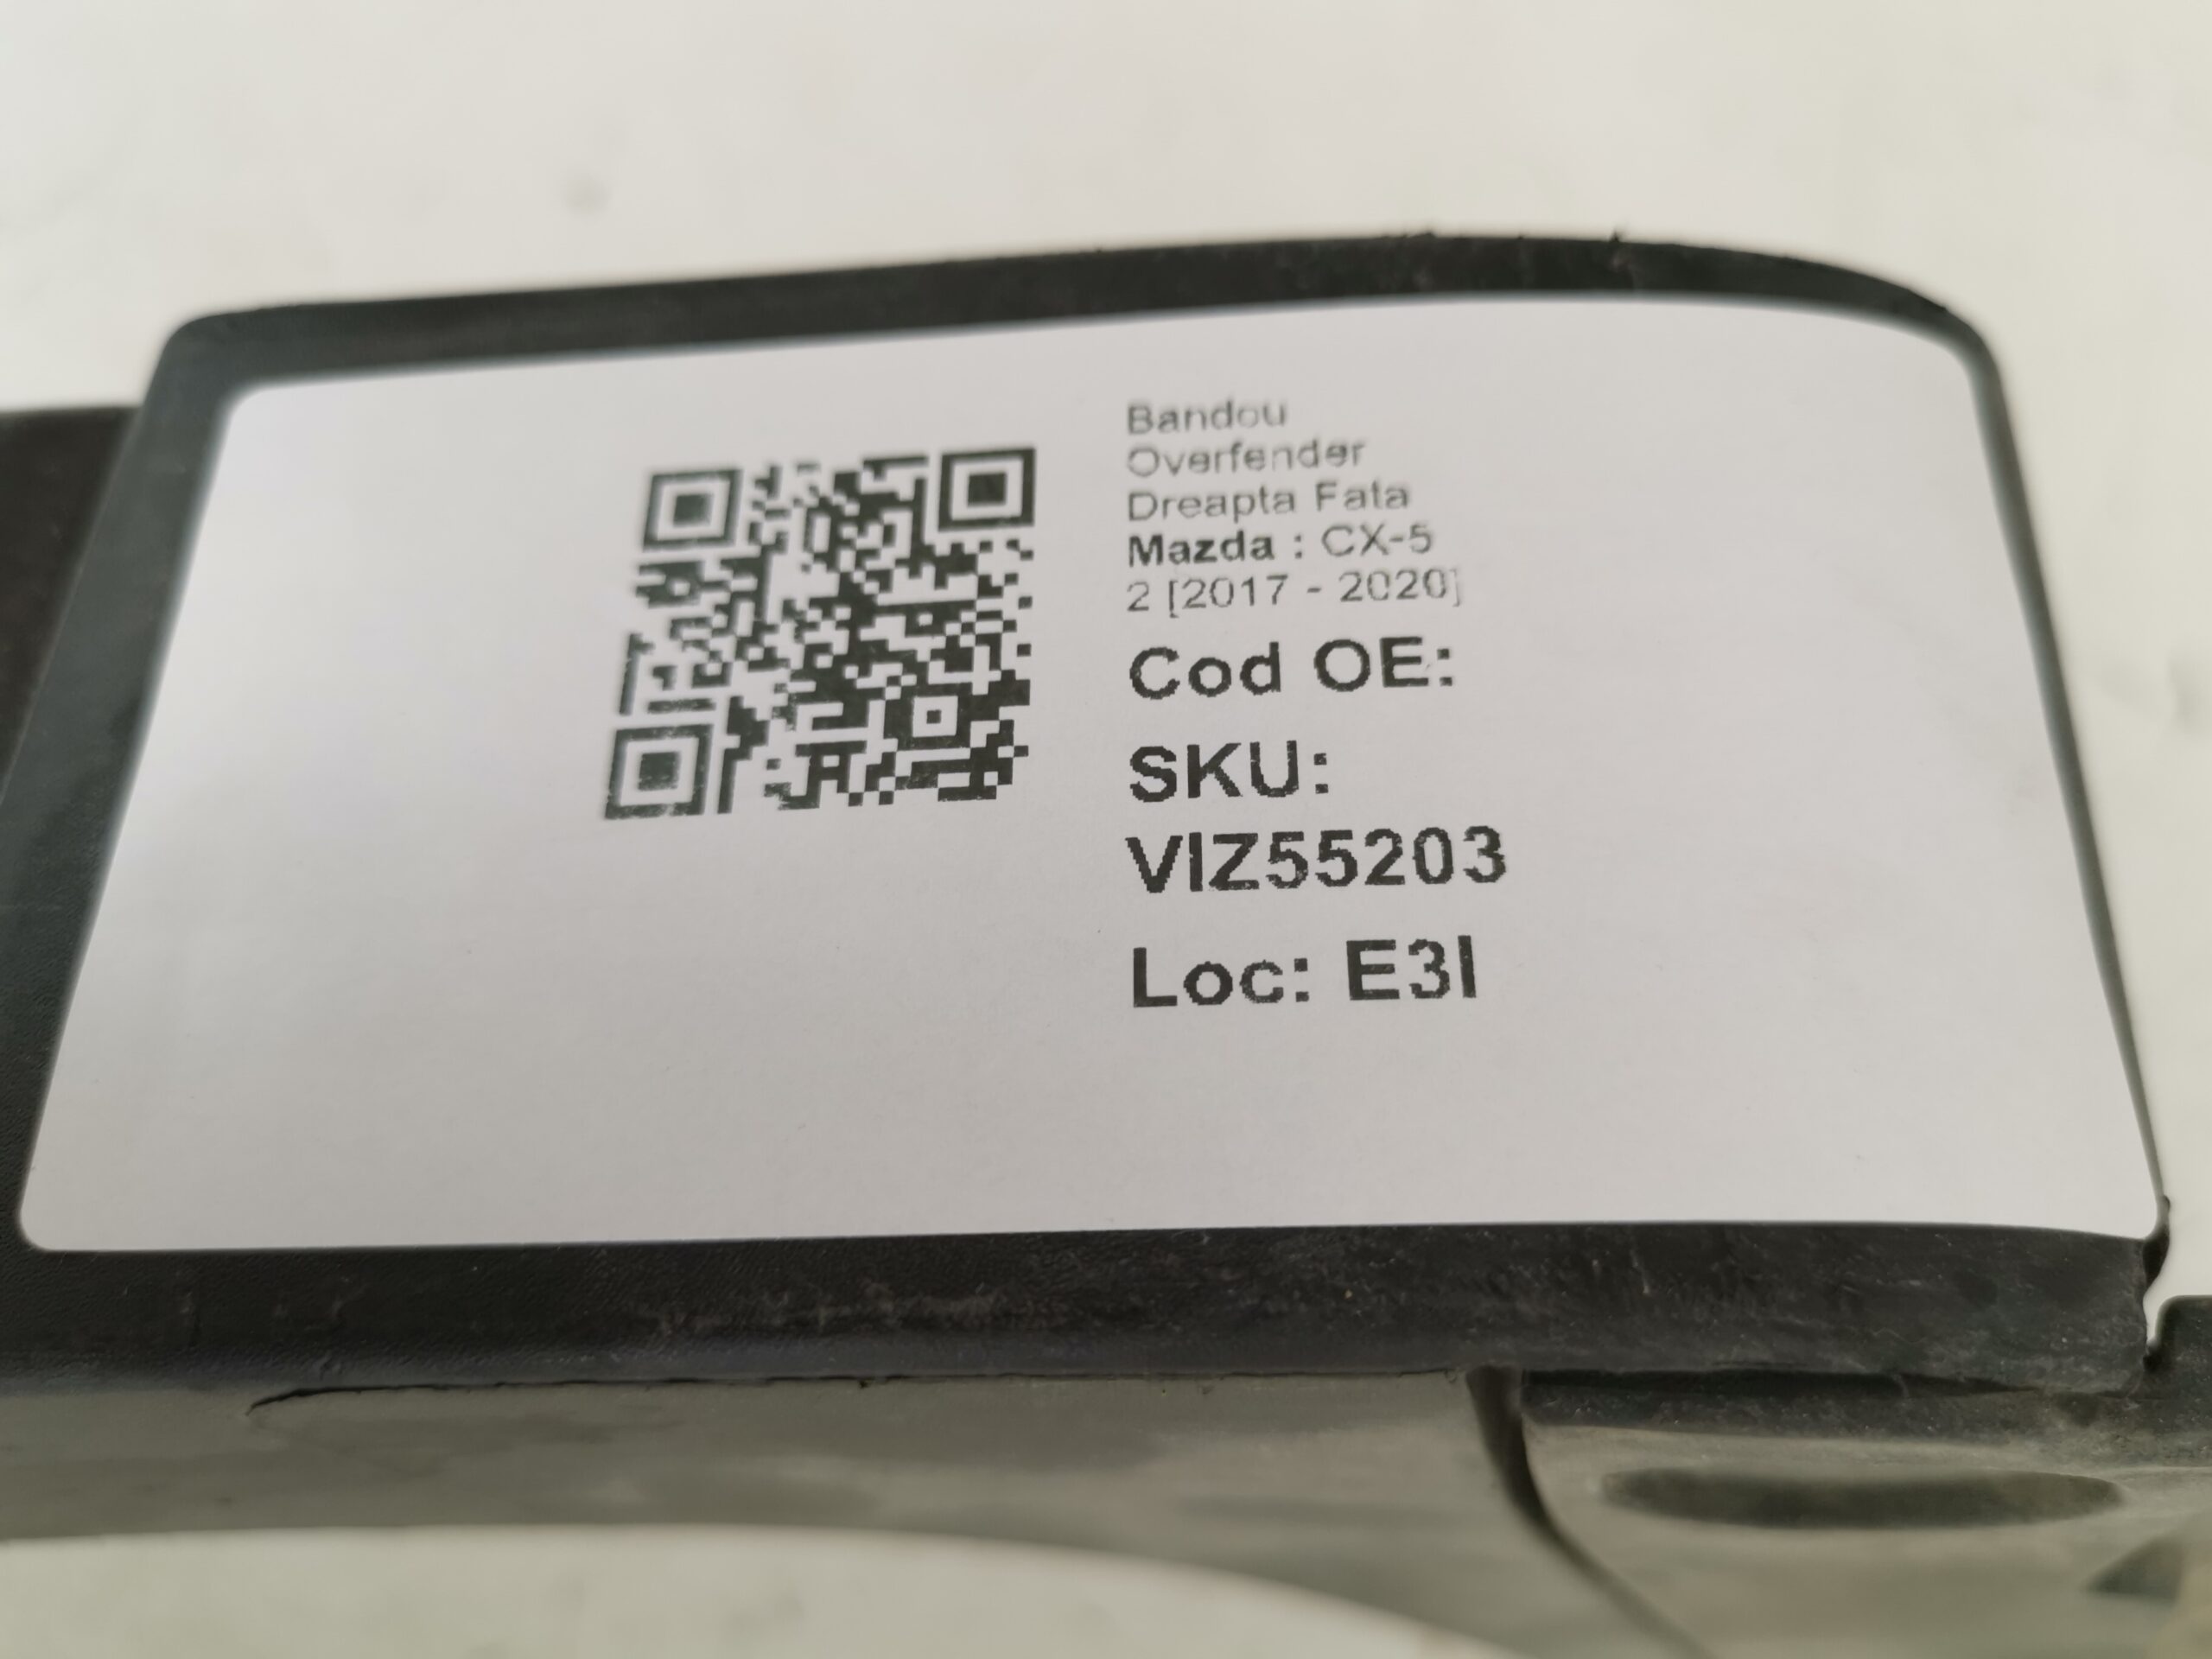 Bandou
Overfender
Dreapta Fata
Mazda : CX-5
2 [2017 - 2020]
Cod OE:
SKU:
VIZ55203
Loc: E3I